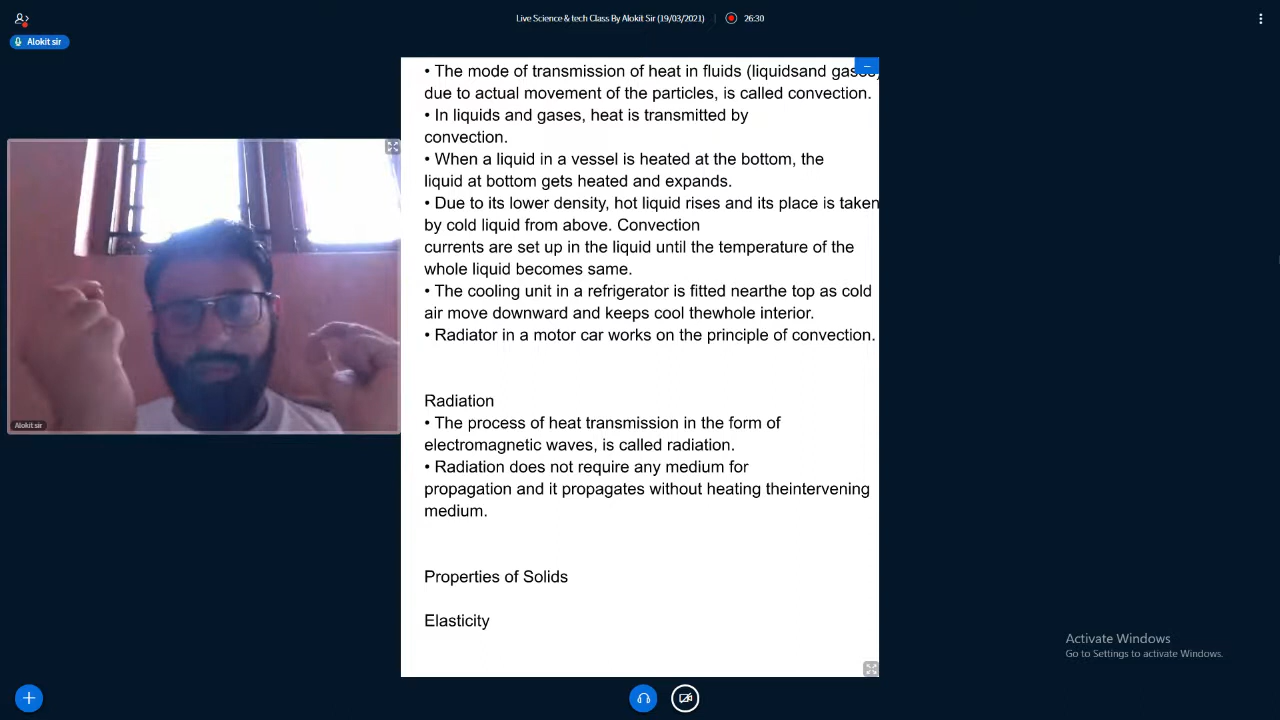 Live Science & tech Class By Alokit Sir (19/03/2021)
26:30
Alokit sir
• The mode of transmission of heat in fluids (liquidsand gases)
due to actual movement of the particles, is called convection.
• In liquids and gases, heat is transmitted by
convection.
• When a liquid in a vessel is heated at the bottom, the
liquid at bottom gets heated and expands.
• Due to its lower density, hot liquid rises and its place is taken
by cold liquid from above. Convection
currents are set up in the liquid until the temperature of the
whole liquid becomes same.
• The cooling unit in a refrigerator is fitted nearthe top as cold
air move downward and keeps cool thewhole interior.
• Radiator in a motor car works on the principle of convection.
Radiation
• The process of heat transmission in the form of
electromagnetic waves, is called radiation.
• Radiation does not require any medium for
propagation and it propagates without heating theintervening
medium.
Properties of Solids
Elasticity
Alokit sir
Activate Windows
Go to Settings to activate Windows.